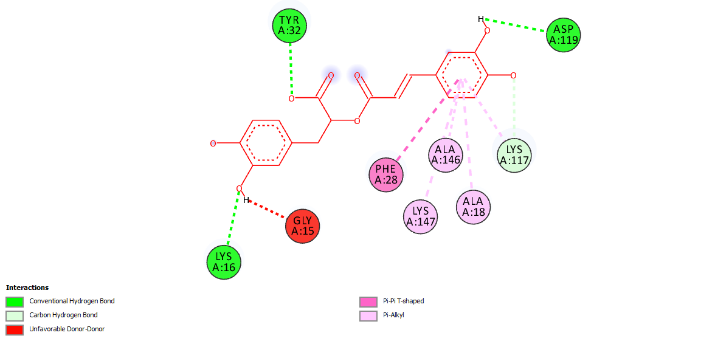 TYR
A:32
H
ASP
A:119
O
O
O
O
O
O
O
O
H
PHE
A:28
ALA
A:146
LYS
A:117
LYS
A:147
ALA
A:18
GLY
A:15
LYS
A:16
Interactions
Conventional Hydrogen Bond
Carbon Hydrogen Bond
Unfavorable Donor-Donor
Pi-Pi T-shaped
Pi-Alkyl